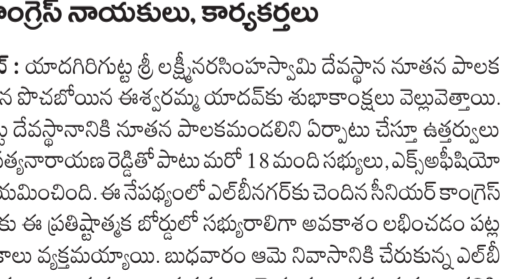 కాంగ్రెస్ నాయకులు, కార్యకర్తలు
: యాదగిరిగుట్ట శ్రీ లక్ష్మీనరసింహస్వామి దేవస్థాన నూతన పాలక
పోచబోయిన ఈశ్వరమ్మ యాదవ్‌కు శుభాకాంక్షలు వెల్లువెత్తాయి.
దేవస్థానానికి నూతన పాలకమండలిని ఏర్పాటు చేస్తూ ఉత్తర్వులు
సత్యనారాయణ రెడ్డితో పాటు మరో 18 మంది సభ్యులు, ఎక్స్అఫీషియో
యమించింది. ఈ నేపథ్యంలో ఎల్‌బీనగర్‌కు చెందిన సీనియర్ కాంగ్రెస్
కు ఈ ప్రతిష్ఠాత్మక బోర్డులో సభ్యురాలిగా అవకాశం లభించడం పట్ల
వ్యక్తమయ్యాయి. బుధవారం ఆమె నివాసానికి చేరుకున్న ఎల్‌బీ